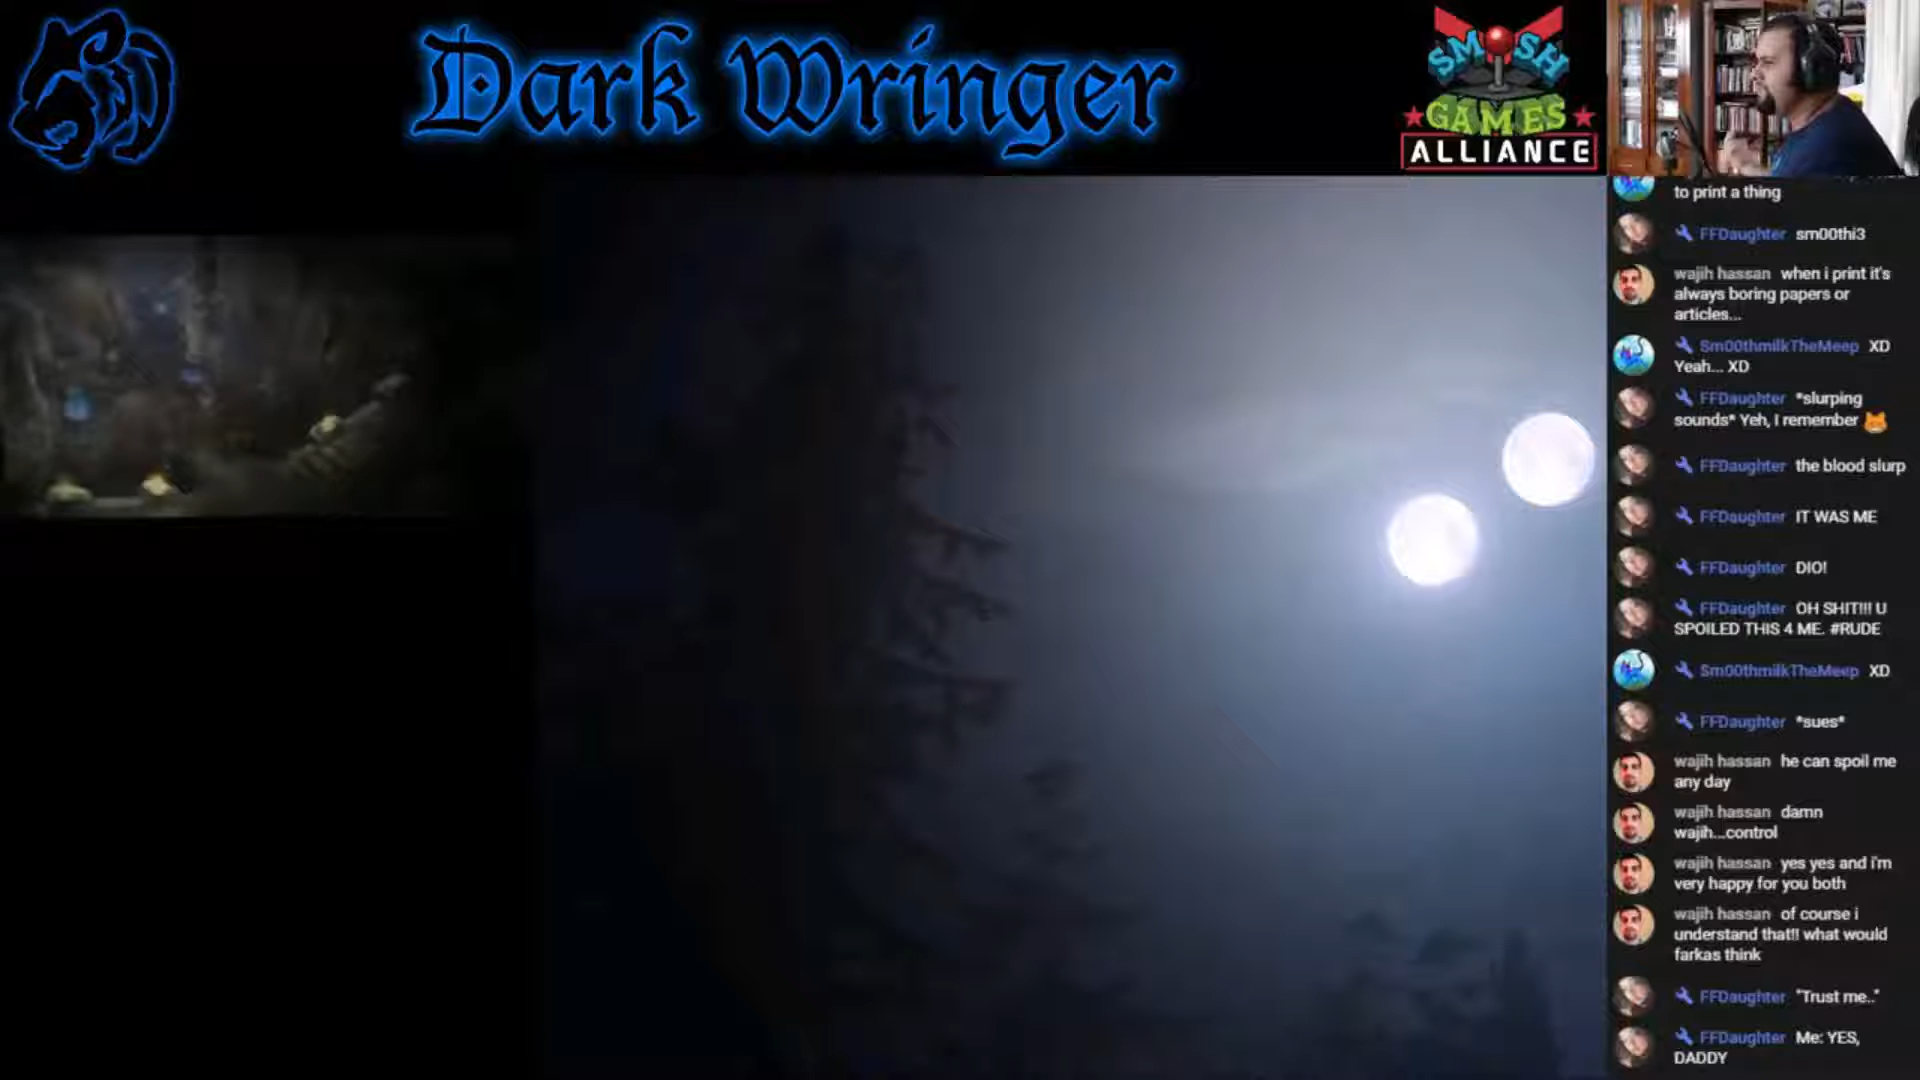 Dark Wringer
SMASH
GAMES
ALLIANCE
to print a thing
FFDaughter sm00thi3
wajih hassan when i print it's
always boring papers or
articles...
Sm00thmilkTheMeep XD
Yeah... XD
FFDaughter *slurping
sounds* Yeh, I remember
FFDaughter the blood slurp
FFDaughter IT WAS ME
FFDaughter DIO!
FFDaughter OH SHIT!!! U
SPOILED THIS 4 ME. #RUDE
Sm00thmilkTheMeep XD
FFDaughter *sues*
wajih hassan he can spoil me
any day
wajih hassan damn
wajih...control
wajih hassan yes yes and i'm
very happy for you both
wajih hassan of course i
understand that!! what would
farkas think
FFDaughter "Trust me.."
FFDaughter Me: YES,
DADDY